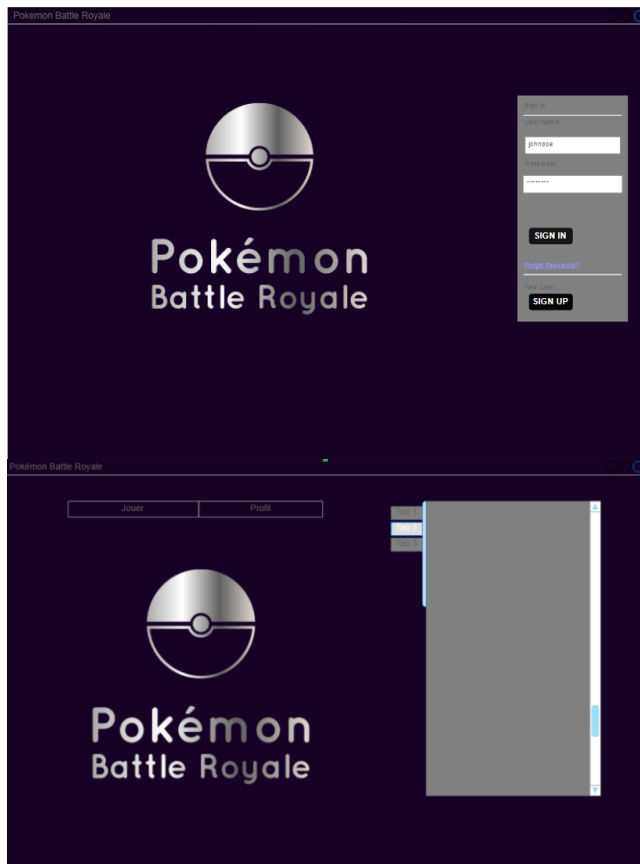 Pokemon Battle Royale
Sign in
User Name:
johndoe
Password:
********
Pokémon
Battle Royale
SIGN IN
Forgot Password?
New User
SIGN UP
Pokémon Battle Royale
Jouer
Profil
Tab 1
Tab 2
Tab 3
Pokémon
Battle Royale